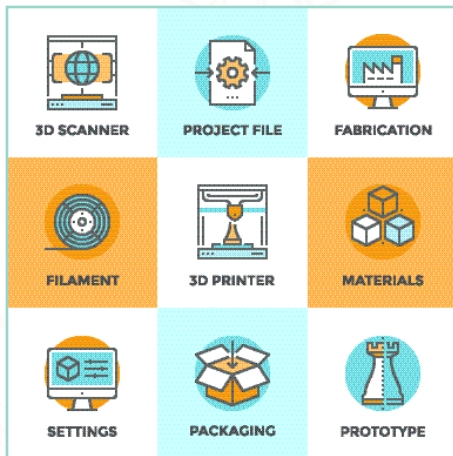 3D SCANNER
PROJECT FILE
FABRICATION
FILAMENT
3D PRINTER
MATERIALS
SETTINGS
PACKAGING
PROTOTYPE